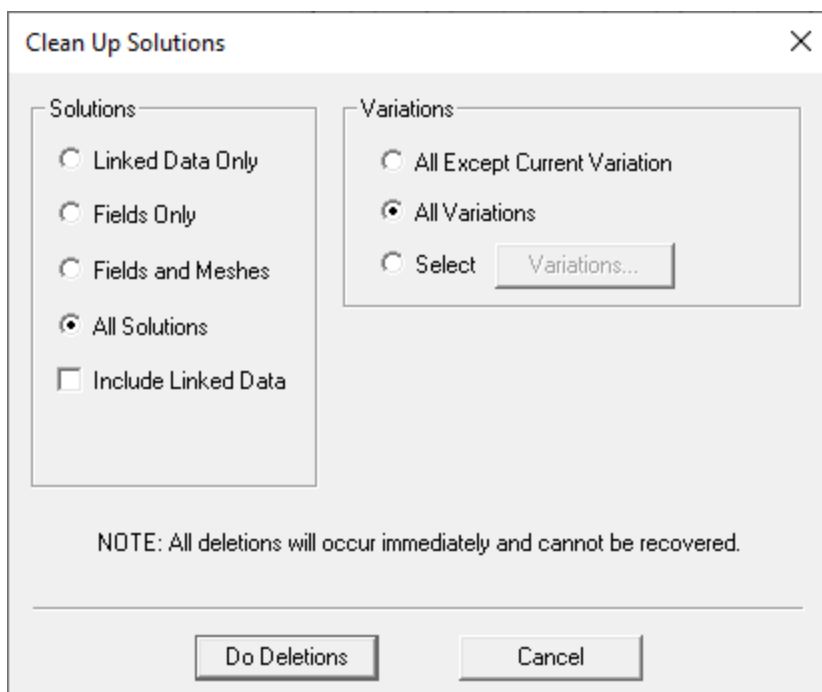 Clean Up Solutions
Solutions
Linked Data Only
Fields Only
Fields and Meshes
All Solutions
Include Linked Data
Variations
All Except Current Variation
All Variations
Select
Variations...
NOTE: All deletions will occur immediately and cannot be recovered.
Do Deletions
Cancel